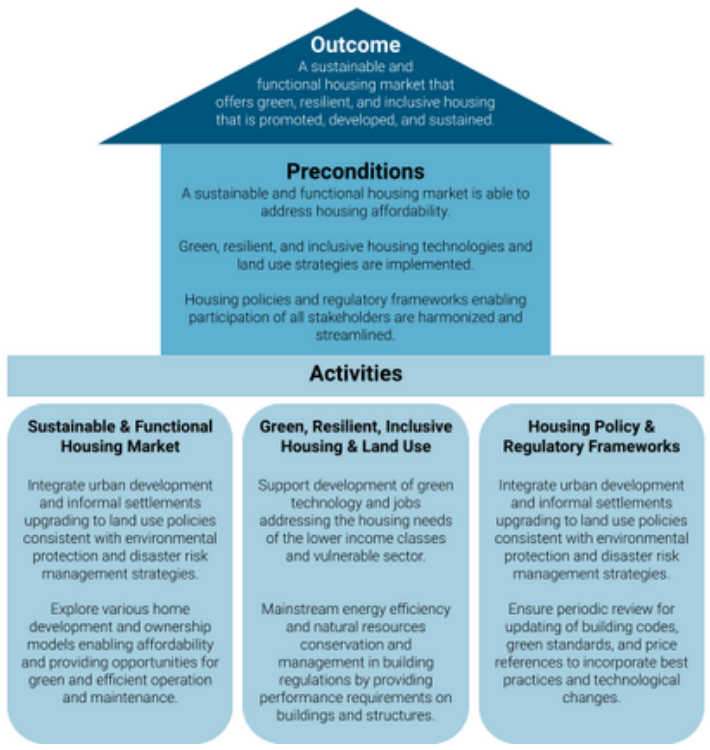 Outcome
A sustainable and
functional housing market that
offers green, resilient, and inclusive housing
that is promoted, developed, and sustained.
Preconditions
A sustainable and functional housing market is able to
address housing affordability.
Green, resilient, and inclusive housing technologies and
land use strategies are implemented.
Housing policies and regulatory frameworks enabling
participation of all stakeholders are harmonized and
streamlined.
Activities
Sustainable & Functional
Housing Market
Integrate urban development
and informal settlements
upgrading to land use policies
consistent with environmental
protection and disaster risk
management strategies.
Explore various home
development and ownership
models enabling affordability
and providing opportunities for
green and efficient operation
and maintenance.
Green, Resilient, Inclusive
Housing & Land Use
Support development of green
technology and jobs
addressing the housing needs
of the lower income classes
and vulnerable sector.
Mainstream energy efficiency
and natural resources
conservation and
management in building
regulations by providing
performance requirements on
buildings and structures.
Housing Policy &
Regulatory Frameworks
Integrate urban development
and informal settlements
upgrading to land use policies
consistent with environmental
protection and disaster risk
management strategies.
Ensure periodic review for
updating of building codes,
green standards, and price
references to incorporate best
practices and technological
changes.